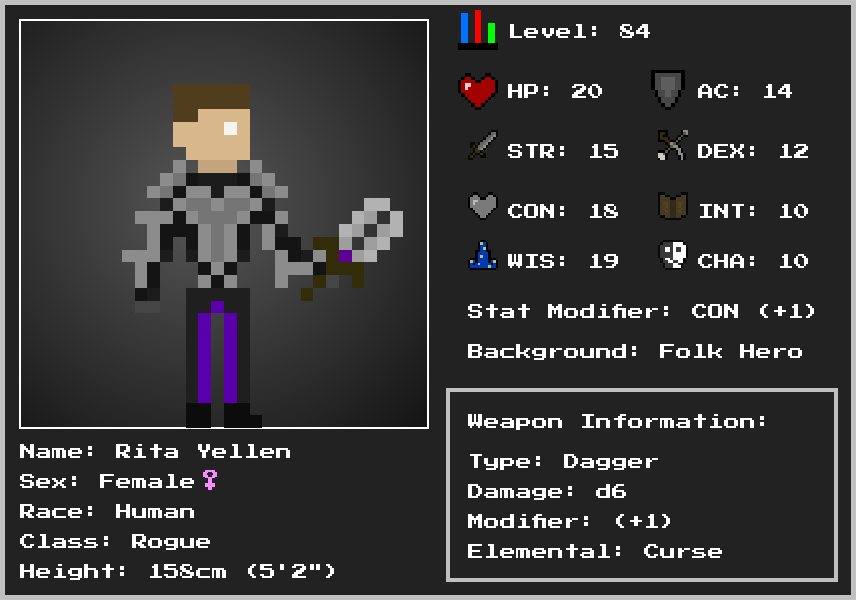 Level: 84
HP: 20
AC: 14
STR: 15
DEX: 12
CON: 18
INT: 10
WIS: 19
CHA: 10
Stat Modifier: CON (+1)
Background: Folk Hero
Weapon Information:
Type: Dagger
Damage: d6
Modifier: (+1)
Elemental: Curse
Name: Rita Yellen
Sex: Female♀
Race: Human
Class: Rogue
Height: 158cm (5'2")